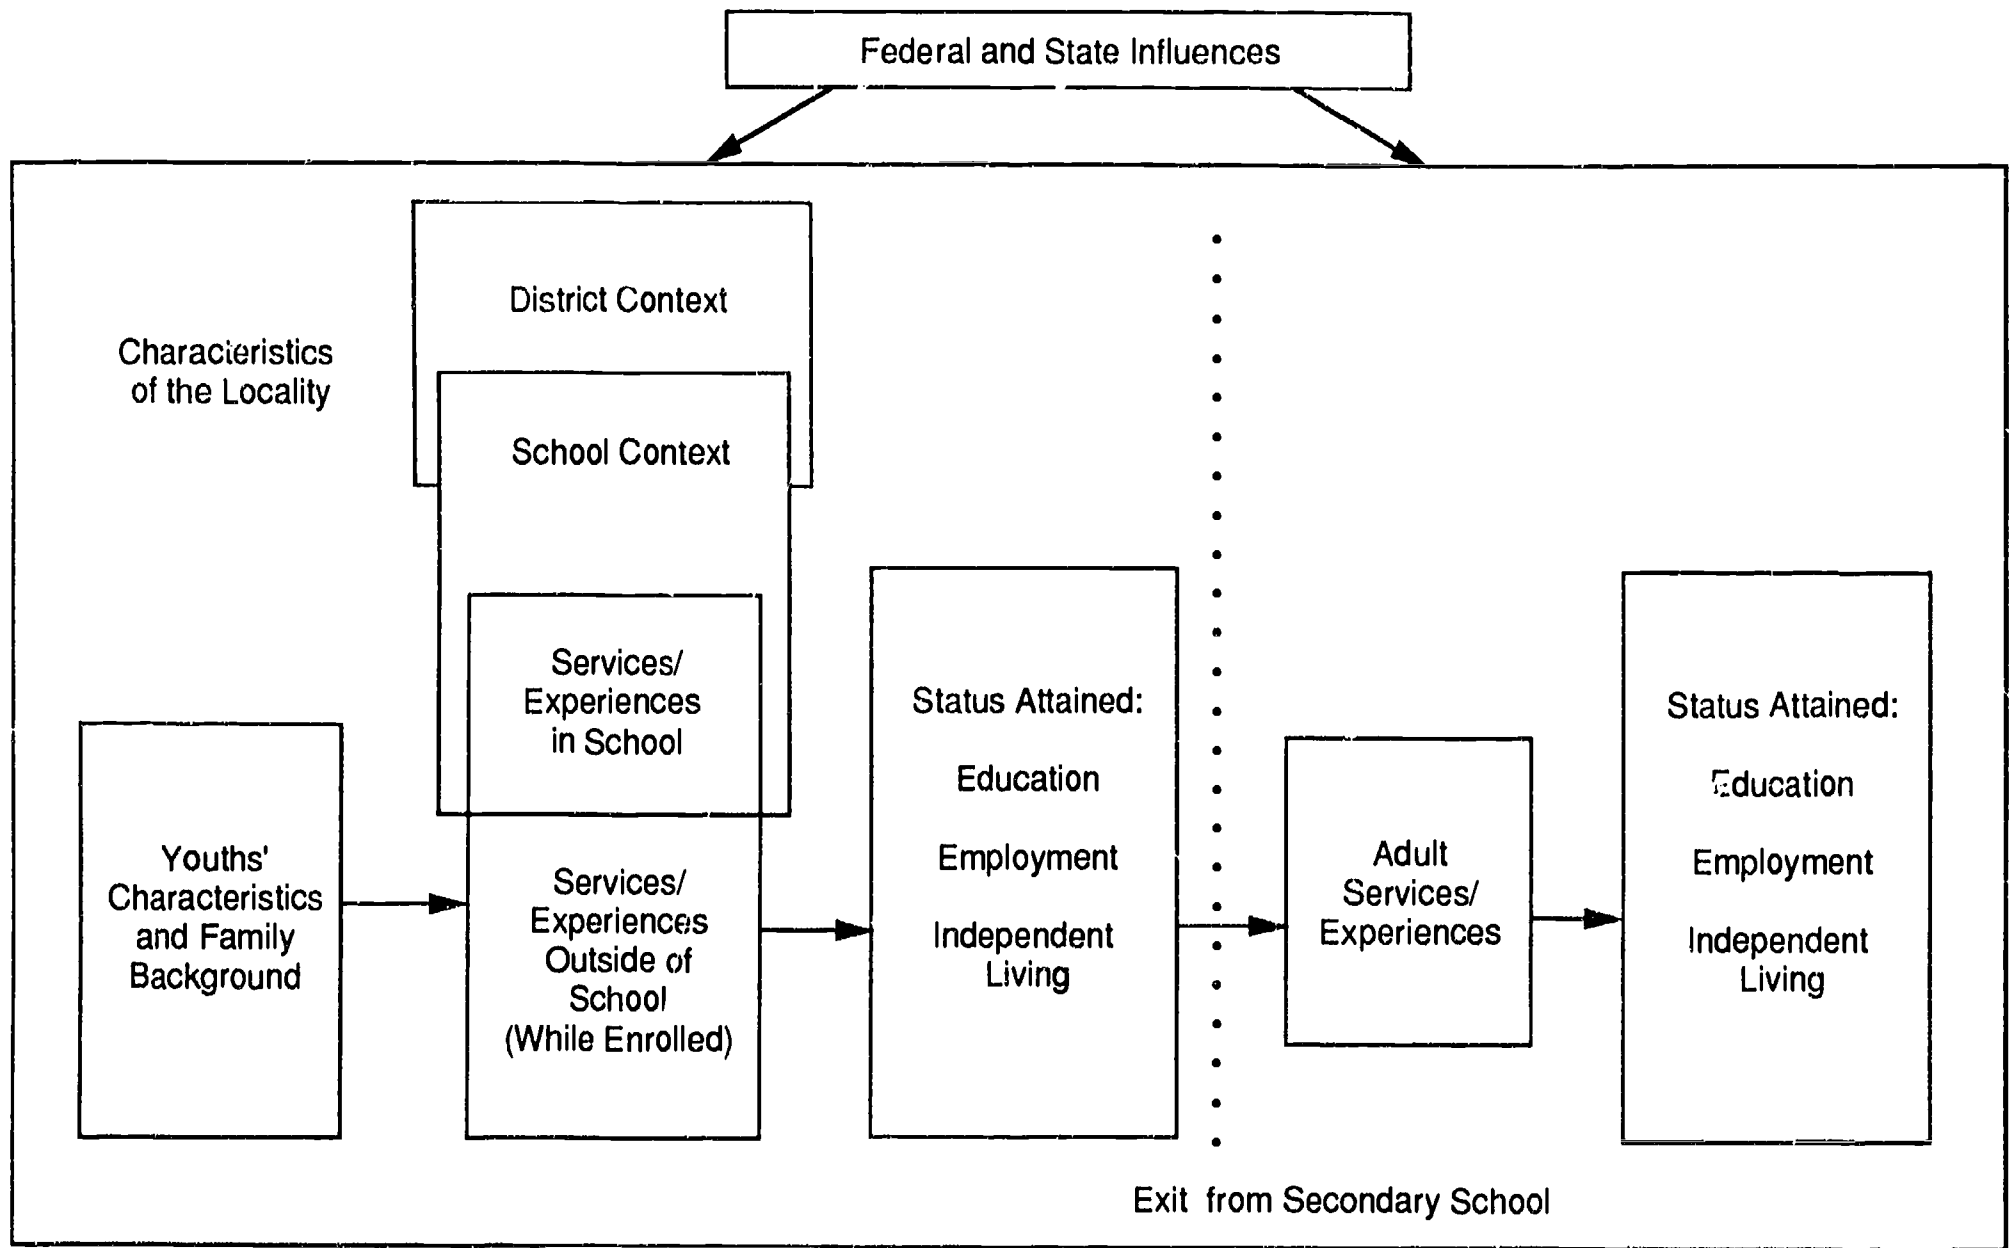 Federal and State Influences
District Context
Characteristics
of the Locality
School Context
Services/
Experiences
in School
Youths'
Characteristics
and Family
Background
Services/
Experiences
Outside of
School
(While Enrolled)
Status Attained:
Education
Employment
Independent
Living
Adult
Services/
Experiences
Status Attained:
Education
Employment
Independent
Living
Exit from Secondary School